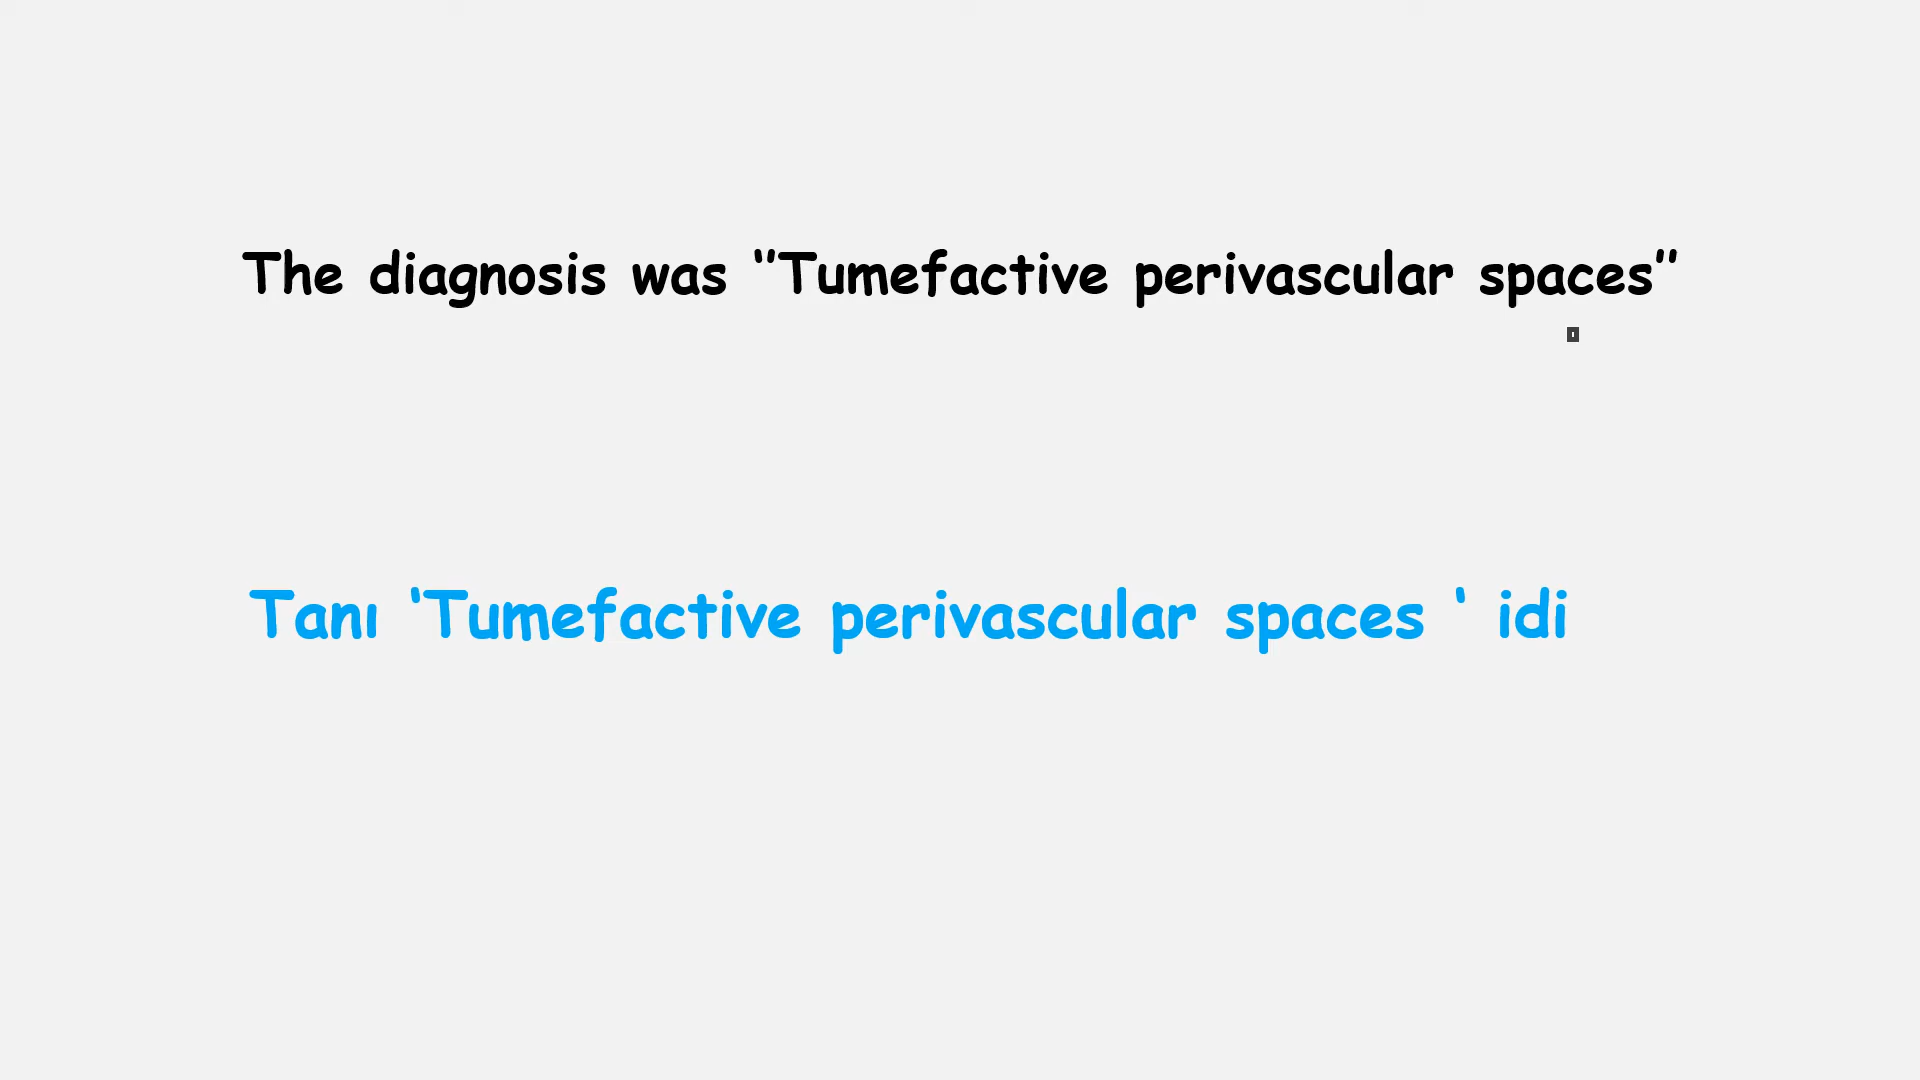 The diagnosis was “Tumefactive perivascular spaces”
Tanı ‘Tumefactive perivascular spaces ‘ idi